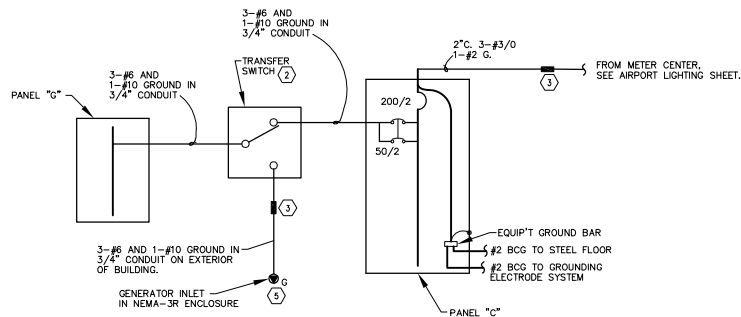 3-#6 AND
1-#10 GROUND IN
3/4" CONDUIT
2"C. 3-#3/0
1-#2 G.
FROM METER CENTER,
SEE AIRPORT LIGHTING SHEET.
3
TRANSFER
SWITCH 2
3-#6 AND
1-#10 GROUND IN
3/4" CONDUIT
PANEL "G"
200/2
50/2
3
EQUIP'T GROUND BAR
#2 BCG TO STEEL FLOOR
#2 BCG TO GROUNDING
ELECTRODE SYSTEM
3-#6 AND 1-#10 GROUND IN
3/4" CONDUIT ON EXTERIOR
OF BUILDING.
G
5
GENERATOR INLET
IN NEMA-3R ENCLOSURE
PANEL "C"